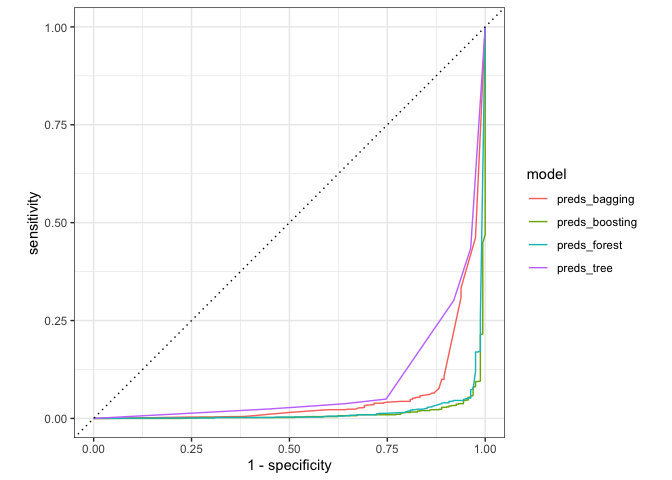 1.00
0.75
0.50
0.25
0.00
sensitivity
0.00 0.25 0.50 0.75 1.00
1 - specificity
model
preds_bagging
preds_boosting
preds_forest
preds_tree